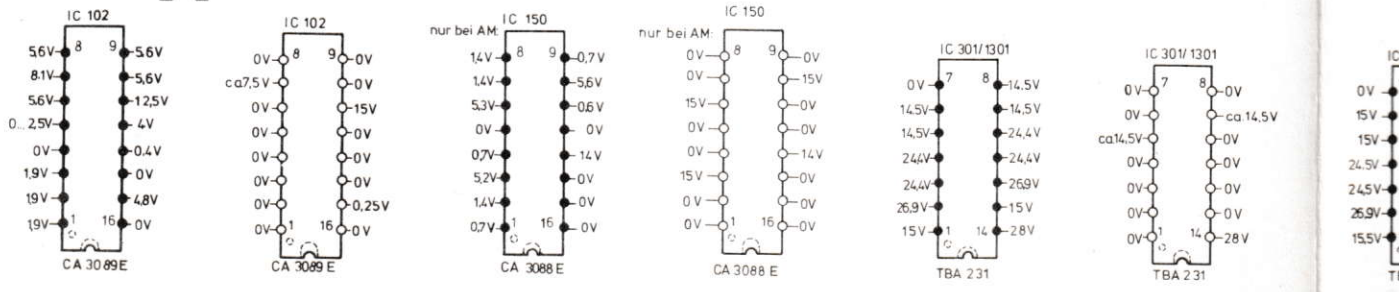 IC 102
5,6V 8 9 5,6V
8,1V 5,6V
5,6V 12,5V
0...2,5V 4V
0V 0,4V
1,9V 0V
1,9V 4,8V
1,9V 1 16 0V
CA 3089E
IC 102
0V 8 9 0V
ca7,5V 0V
0V 15V
0V 0V
0V 0V
0V 0V
0V 0,25V
0V 1 16 0V
CA 3089E
IC 150
nur bei AM:
1,4V 8 9 0,7V
1,4V 5,6V
5,3V 0,6V
0V 0V
0,7V 14V
5,2V 0V
1,4V 0V
0,7V 1 16 0V
CA 3088E
IC 150
nur bei AM:
0V 8 9 0V
0V 15V
15V 0V
0V 0V
0V 14V
15V 0V
0V 0V
0V 1 16 0V
CA 3088E
IC 301/1301
0V 7 8 14.5V
14.5V 14,5V
14,5V 24,4V
24,4V 24,4V
24,4V 26,9V
26,9V 15V
15V 1 14 28V
TBA 231
IC 301/1301
0V 7 8 0V
0V ca.14,5V
ca.14,5V 0V
0V 0V
0V 0V
0V 0V
0V 1 14 28V
TBA 231
0V
15V
15V
24.5V
24,5V
26,9V
15,5V